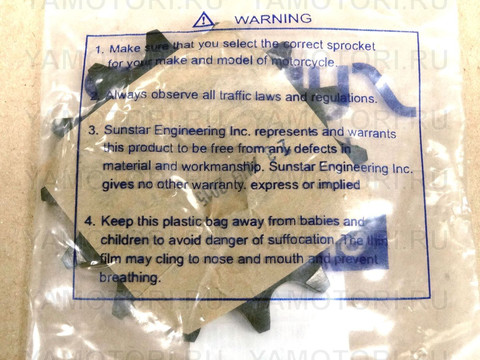 YAMOTORI.RU YAMOTORI.RU
⚠ WARNING
1. Make sure that you select the correct sprocket
for your make and model of motorcycle.
2. Always observe all traffic laws and regulations.
3. Sunstar Engineering Inc. represents and warrants
this product to be free from any defects in
material and workmanship. Sunstar Engineering Inc.
gives no other warranty, express or implied
4. Keep this plastic bag away from babies and
children to avoid danger of suffocation. The thin
film may cling to nose and mouth and prevent
breathing.
YAMOTORI.RU YAMOTORI.RU